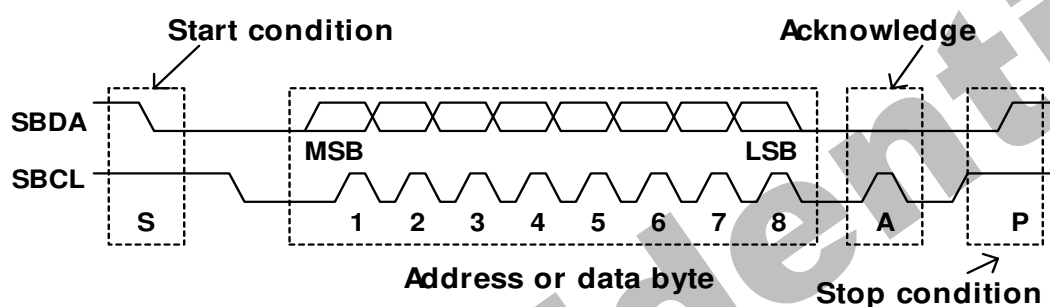 Start condition
Acknowledge
SBDA
MSB
LSB
SBCL
S
1 2 3 4 5 6 7 8
A
P
Address or data byte
Stop condition